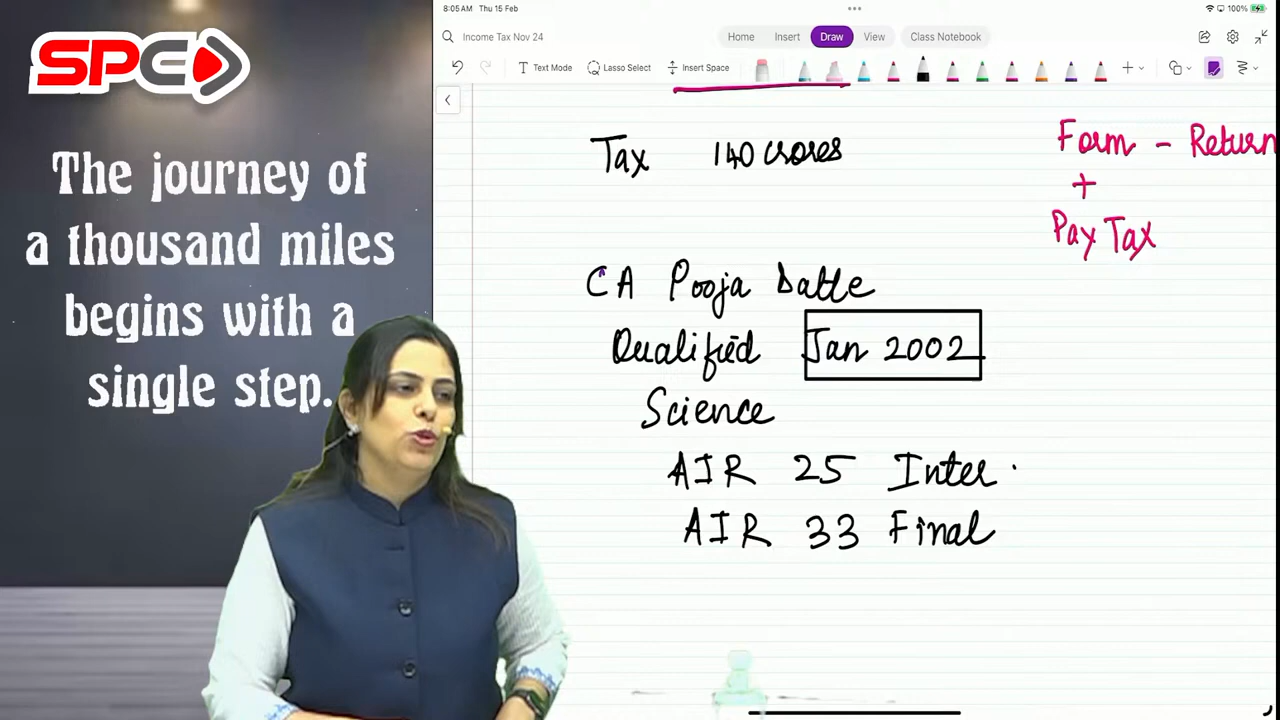 8:05 AM Thu 15 Feb
100%
Income Tax Nov 24
Home Insert Draw View Class Notebook
Text Mode Lasso Select Insert Space
SPC
The journey of
a thousand miles
begins with a
single step.
Tax 140 crores
Form - Return
+
Pay Tax
CA Pooja Datte
Qualified Jan 2002
Science
AIR 25 Inter
AIR 33 Final